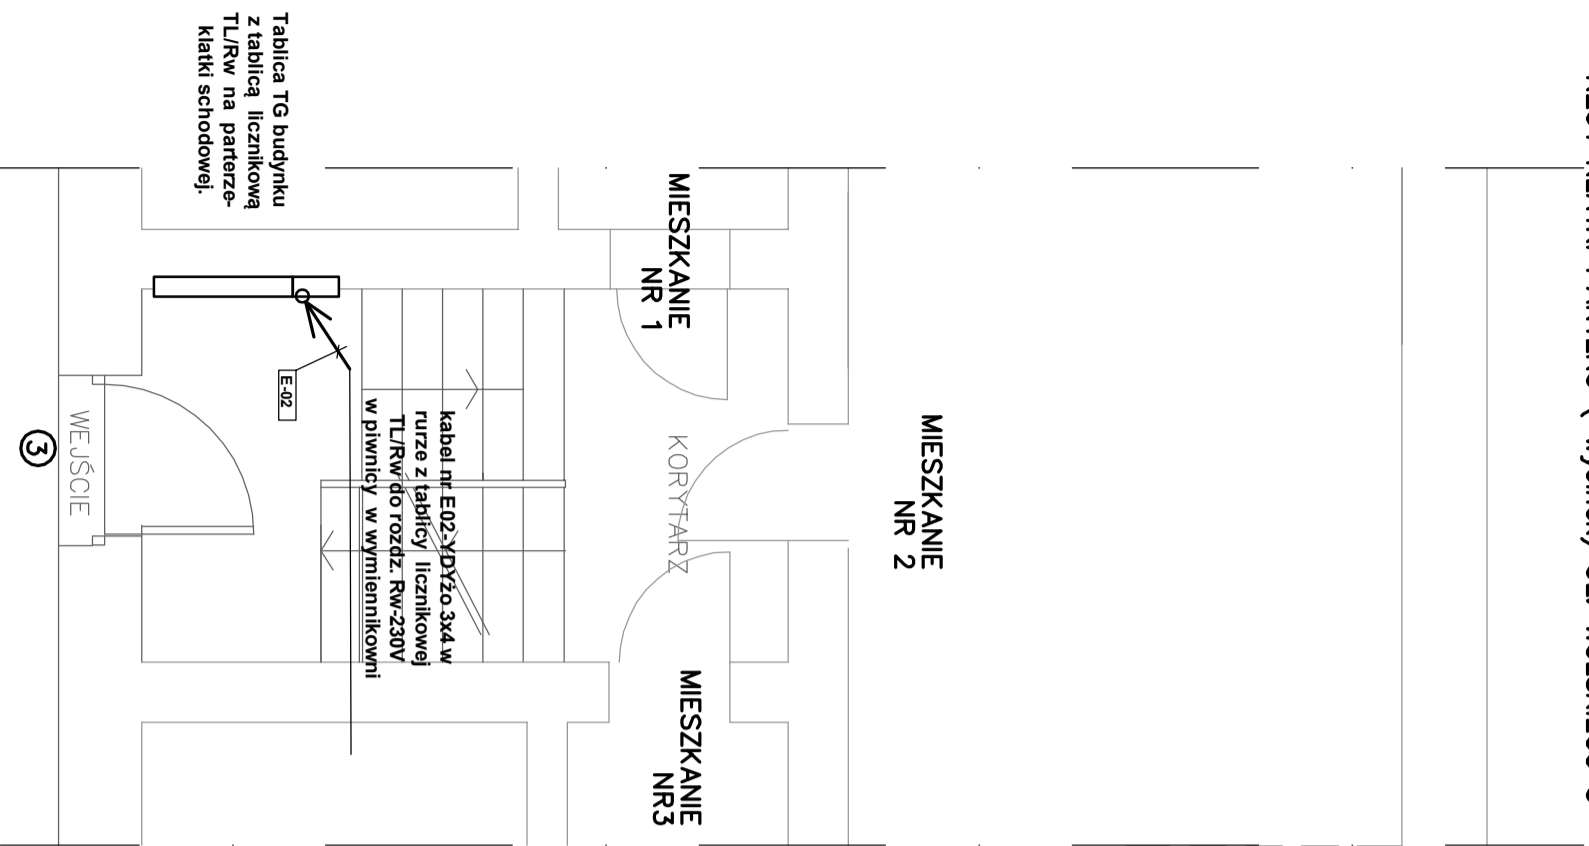 MIESZKANIE
NR 2
Tablica TG budynku
z tablicą licznikową
TL/Rw na parterze-
klatki schodowej.
MIESZKANIE
NR 1
KORYTARZ
MIESZKANIE
NR3
kabel nr E02-YDYżo 3x4 w
rurze z tablicy licznikowej
TL/Rw do rozdz. Rw-230V
w piwnicy w wymiennikowni
E-02
WEJŚCIE
3